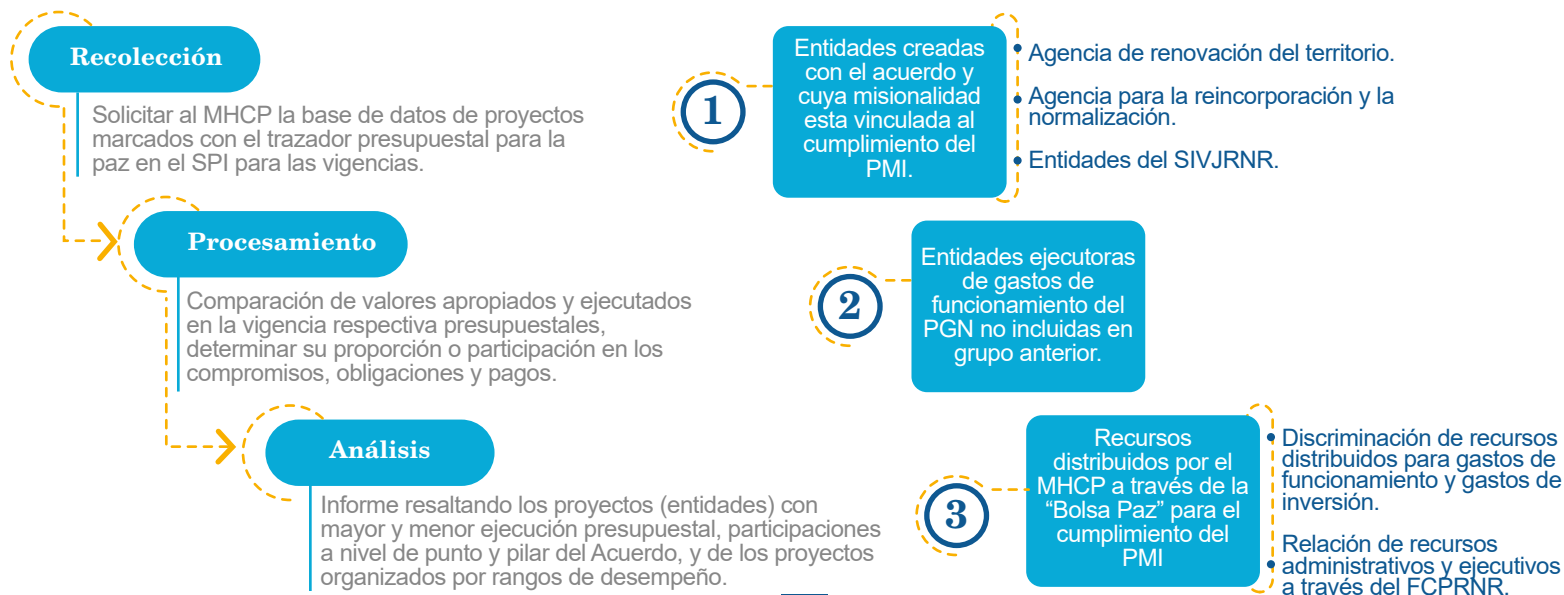 Recolección
Solicitar al MHCP la base de datos de proyectos
marcados con el trazador presupuestal para la
paz en el SPI para las vigencias.
Procesamiento
Comparación de valores apropiados y ejecutados
en la vigencia respectiva presupuestales,
determinar su proporción o participación en los
compromisos, obligaciones y pagos.
Análisis
Informe resaltando los proyectos (entidades) con
mayor y menor ejecución presupuestal, participaciones
a nivel de punto y pilar del Acuerdo, y de los proyectos
organizados por rangos de desempeño.
1
Entidades creadas
con el acuerdo y
cuya misionalidad
esta vinculada al
cumplimiento del
PMI.
• Agencia de renovación del territorio.
• Agencia para la reincorporación y la
normalización.
• Entidades del SIVJRNR.
2
Entidades ejecutoras
de gastos de
funcionamiento del
PGN no incluidas en
grupo anterior.
3
Recursos
distribuidos por el
MHCP a través de la
“Bolsa Paz” para el
cumplimiento del
PMI
• Discriminación de recursos
distribuidos para gastos de
funcionamiento y gastos de
inversión.
Relación de recursos
• administrativos y ejecutivos
a través del FCPRNR.